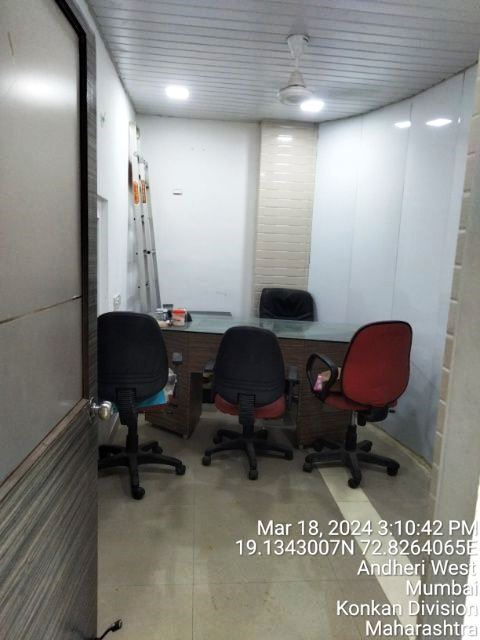 Mar 18, 2024 3:10:42 PM
19.1343007N 72.8264065E
Andheri West
Mumbai
Konkan Division
Maharashtra